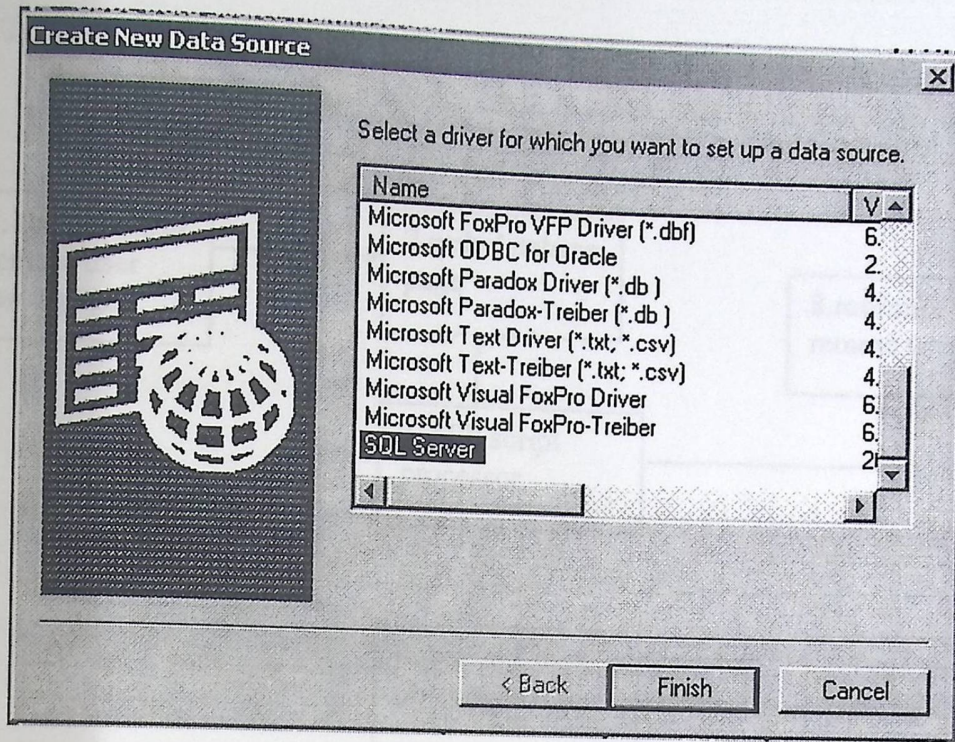 Create New Data Source
Select a driver for which you want to set up a data source.
Name V
Microsoft FoxPro VFP Driver (*.dbf) 6.
Microsoft ODBC for Oracle 2.
Microsoft Paradox Driver (*.db ) 4.
Microsoft Paradox-Treiber (*.db ) 4.
Microsoft Text Driver (*.txt; *.csv) 4.
Microsoft Text-Treiber (*.txt; *.csv) 4.
Microsoft Visual FoxPro Driver 6.
Microsoft Visual FoxPro-Treiber 6.
SQL Server 2
< Back Finish Cancel